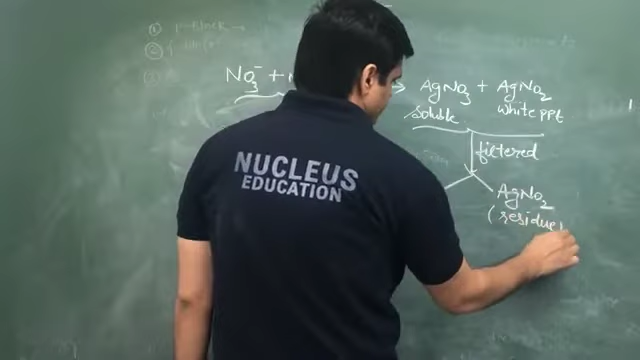 NO₃⁻ + → AgNO₃ + AgNO₂
soluble white ppt
filtered
AgNO₂
(residue)
NUCLEUS
EDUCATION